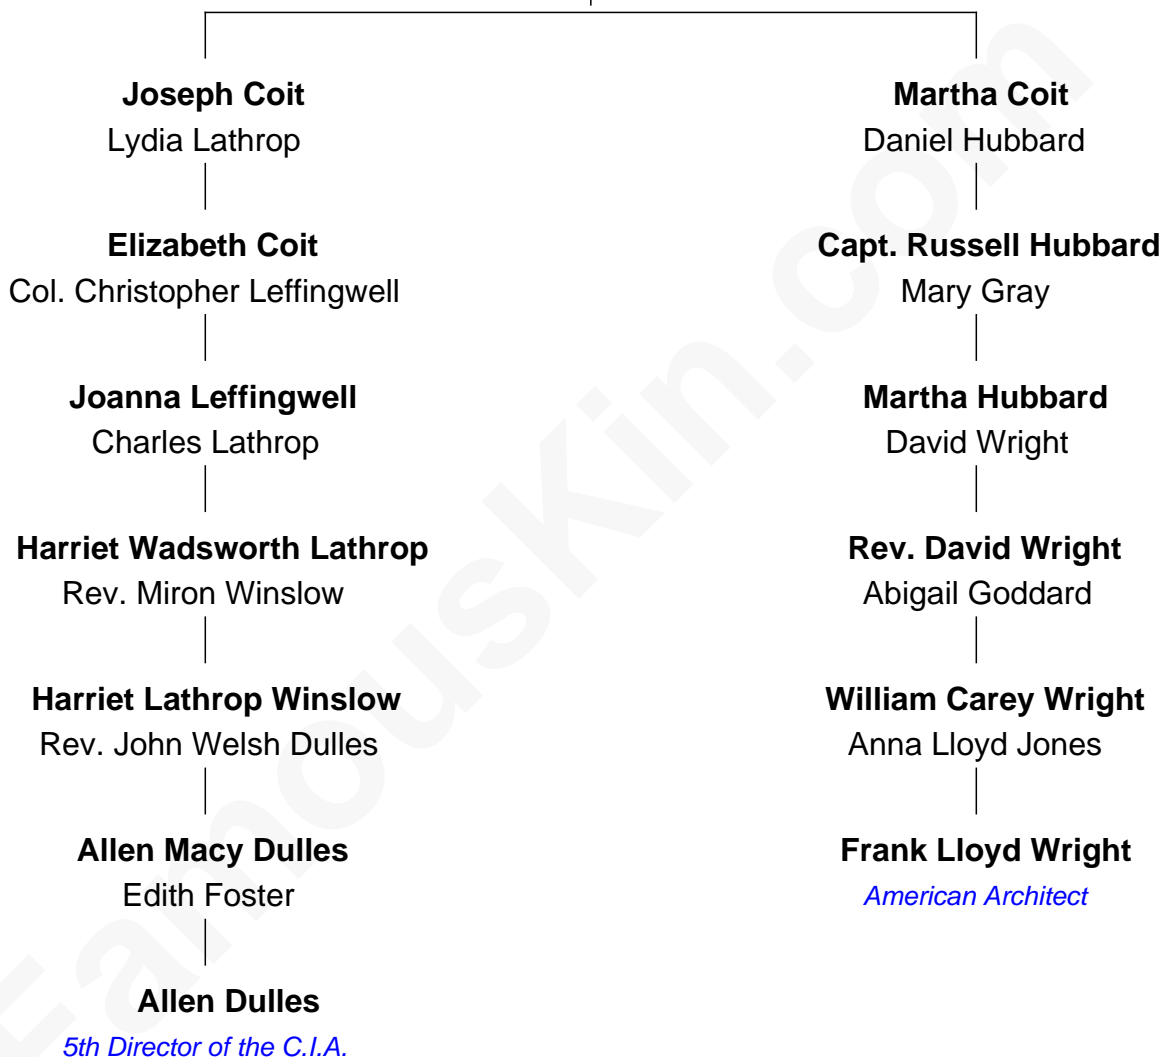 Joseph Coit
Lydia Lathrop
Elizabeth Coit
Col. Christopher Leffingwell
Joanna Leffingwell
Charles Lathrop
Harriet Wadsworth Lathrop
Rev. Miron Winslow
Harriet Lathrop Winslow
Rev. John Welsh Dulles
Allen Macy Dulles
Edith Foster
Allen Dulles
5th Director of the C.I.A.
Martha Coit
Daniel Hubbard
Capt. Russell Hubbard
Mary Gray
Martha Hubbard
David Wright
Rev. David Wright
Abigail Goddard
William Carey Wright
Anna Lloyd Jones
Frank Lloyd Wright
American Architect
FamousKin.com